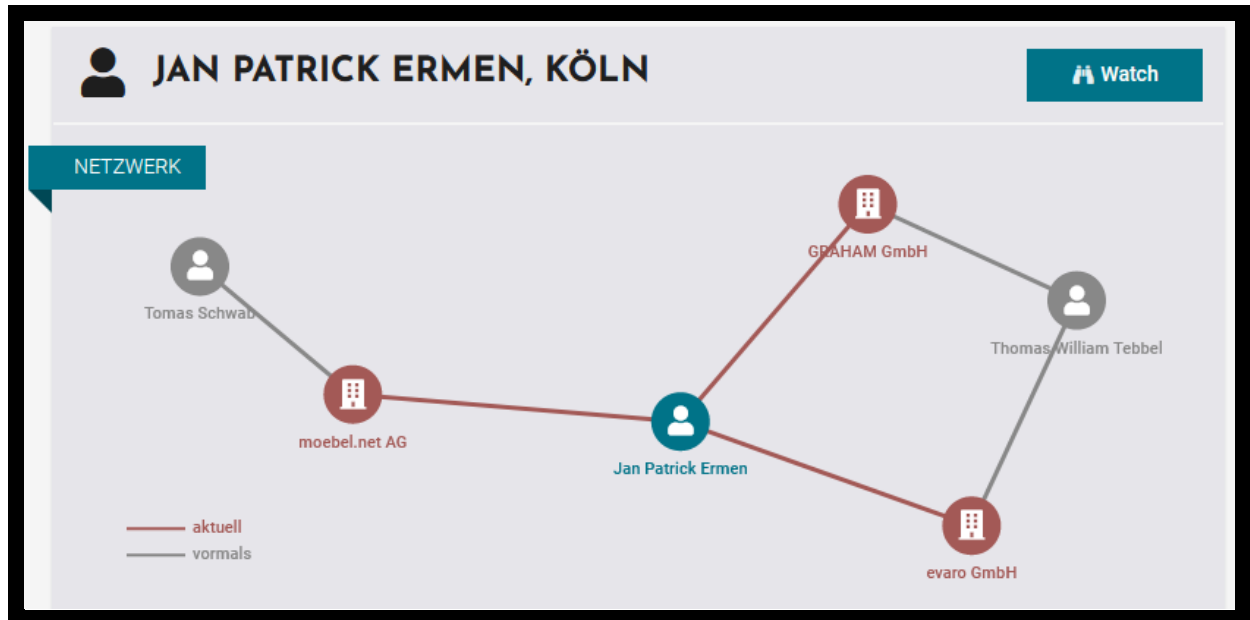 JAN PATRICK ERMEN, KÖLN
Watch
NETZWERK
GRAHAM GmbH
Tomas Schwab
Thomas William Tebbel
moebel.net AG
Jan Patrick Ermen
aktuell
vormals
evaro GmbH